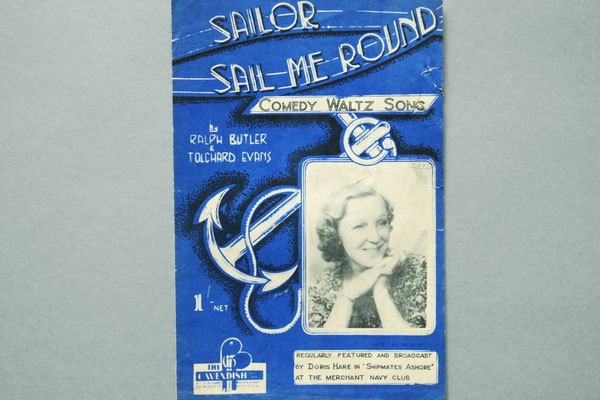 SAILOR
SAIL ME ROUND
COMEDY WALTZ SONG
by
RALPH BUTLER
&
TOLCHARD EVANS
1/- NET
REGULARLY FEATURED AND BROADCAST
BY DORIS HARE IN "SHIPMATES ASHORE"
AT THE MERCHANT NAVY CLUB
THE
CAVENDISH